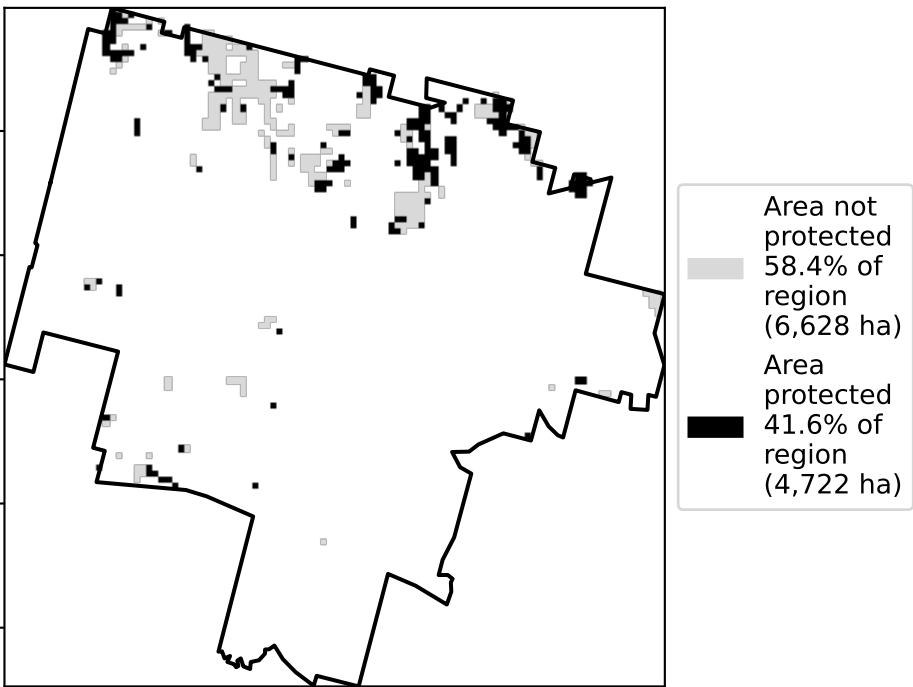 Area not
protected
58.4% of
region
(6,628 ha)
Area
protected
41.6% of
region
(4,722 ha)